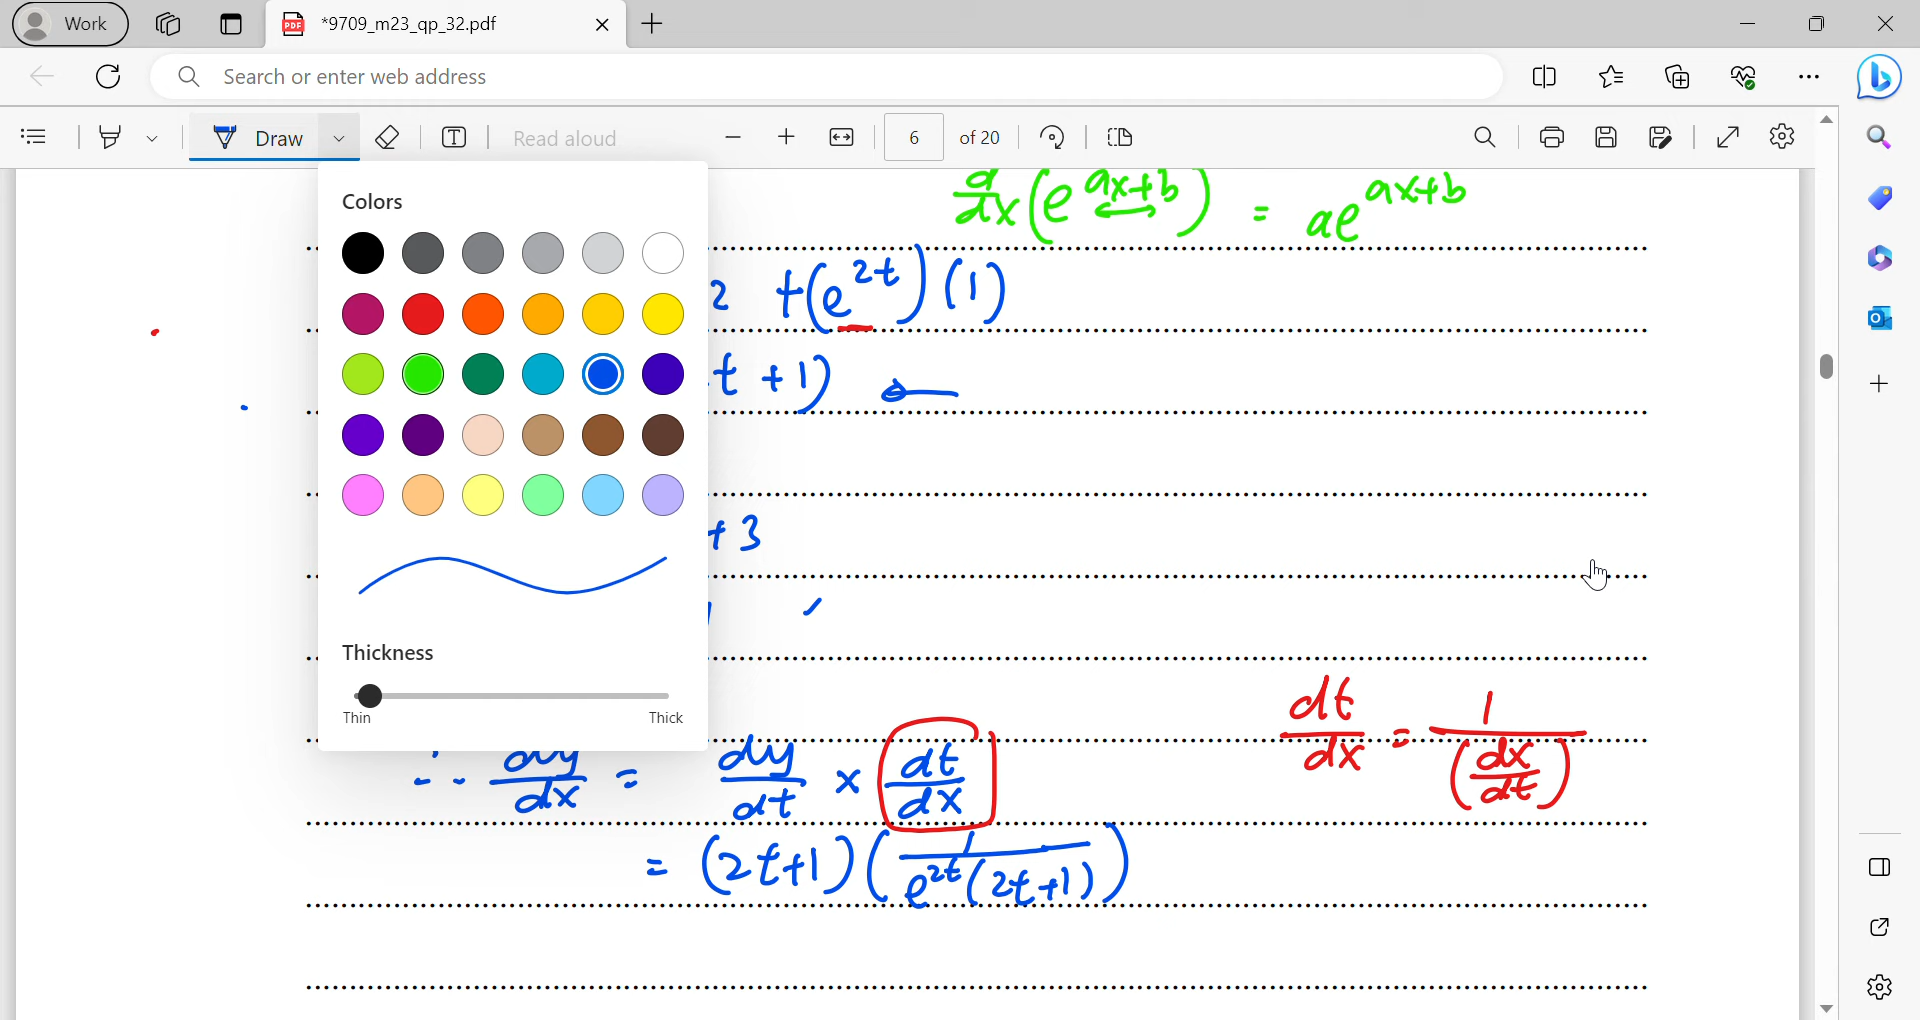 Work
*9709_m23_qp_32.pdf
Search or enter web address
Draw
Read aloud
6 of 20
Colors
Thickness
Thin Thick
d/dx (e^ax+b) = ae^ax+b
2 +(e^2t)(1)
t +1)
+3
dt/dx = 1/(dx/dt)
∴ dy/dx = dy/dt × dt/dx
= (2t+1)(1/e^2t(2t+1))